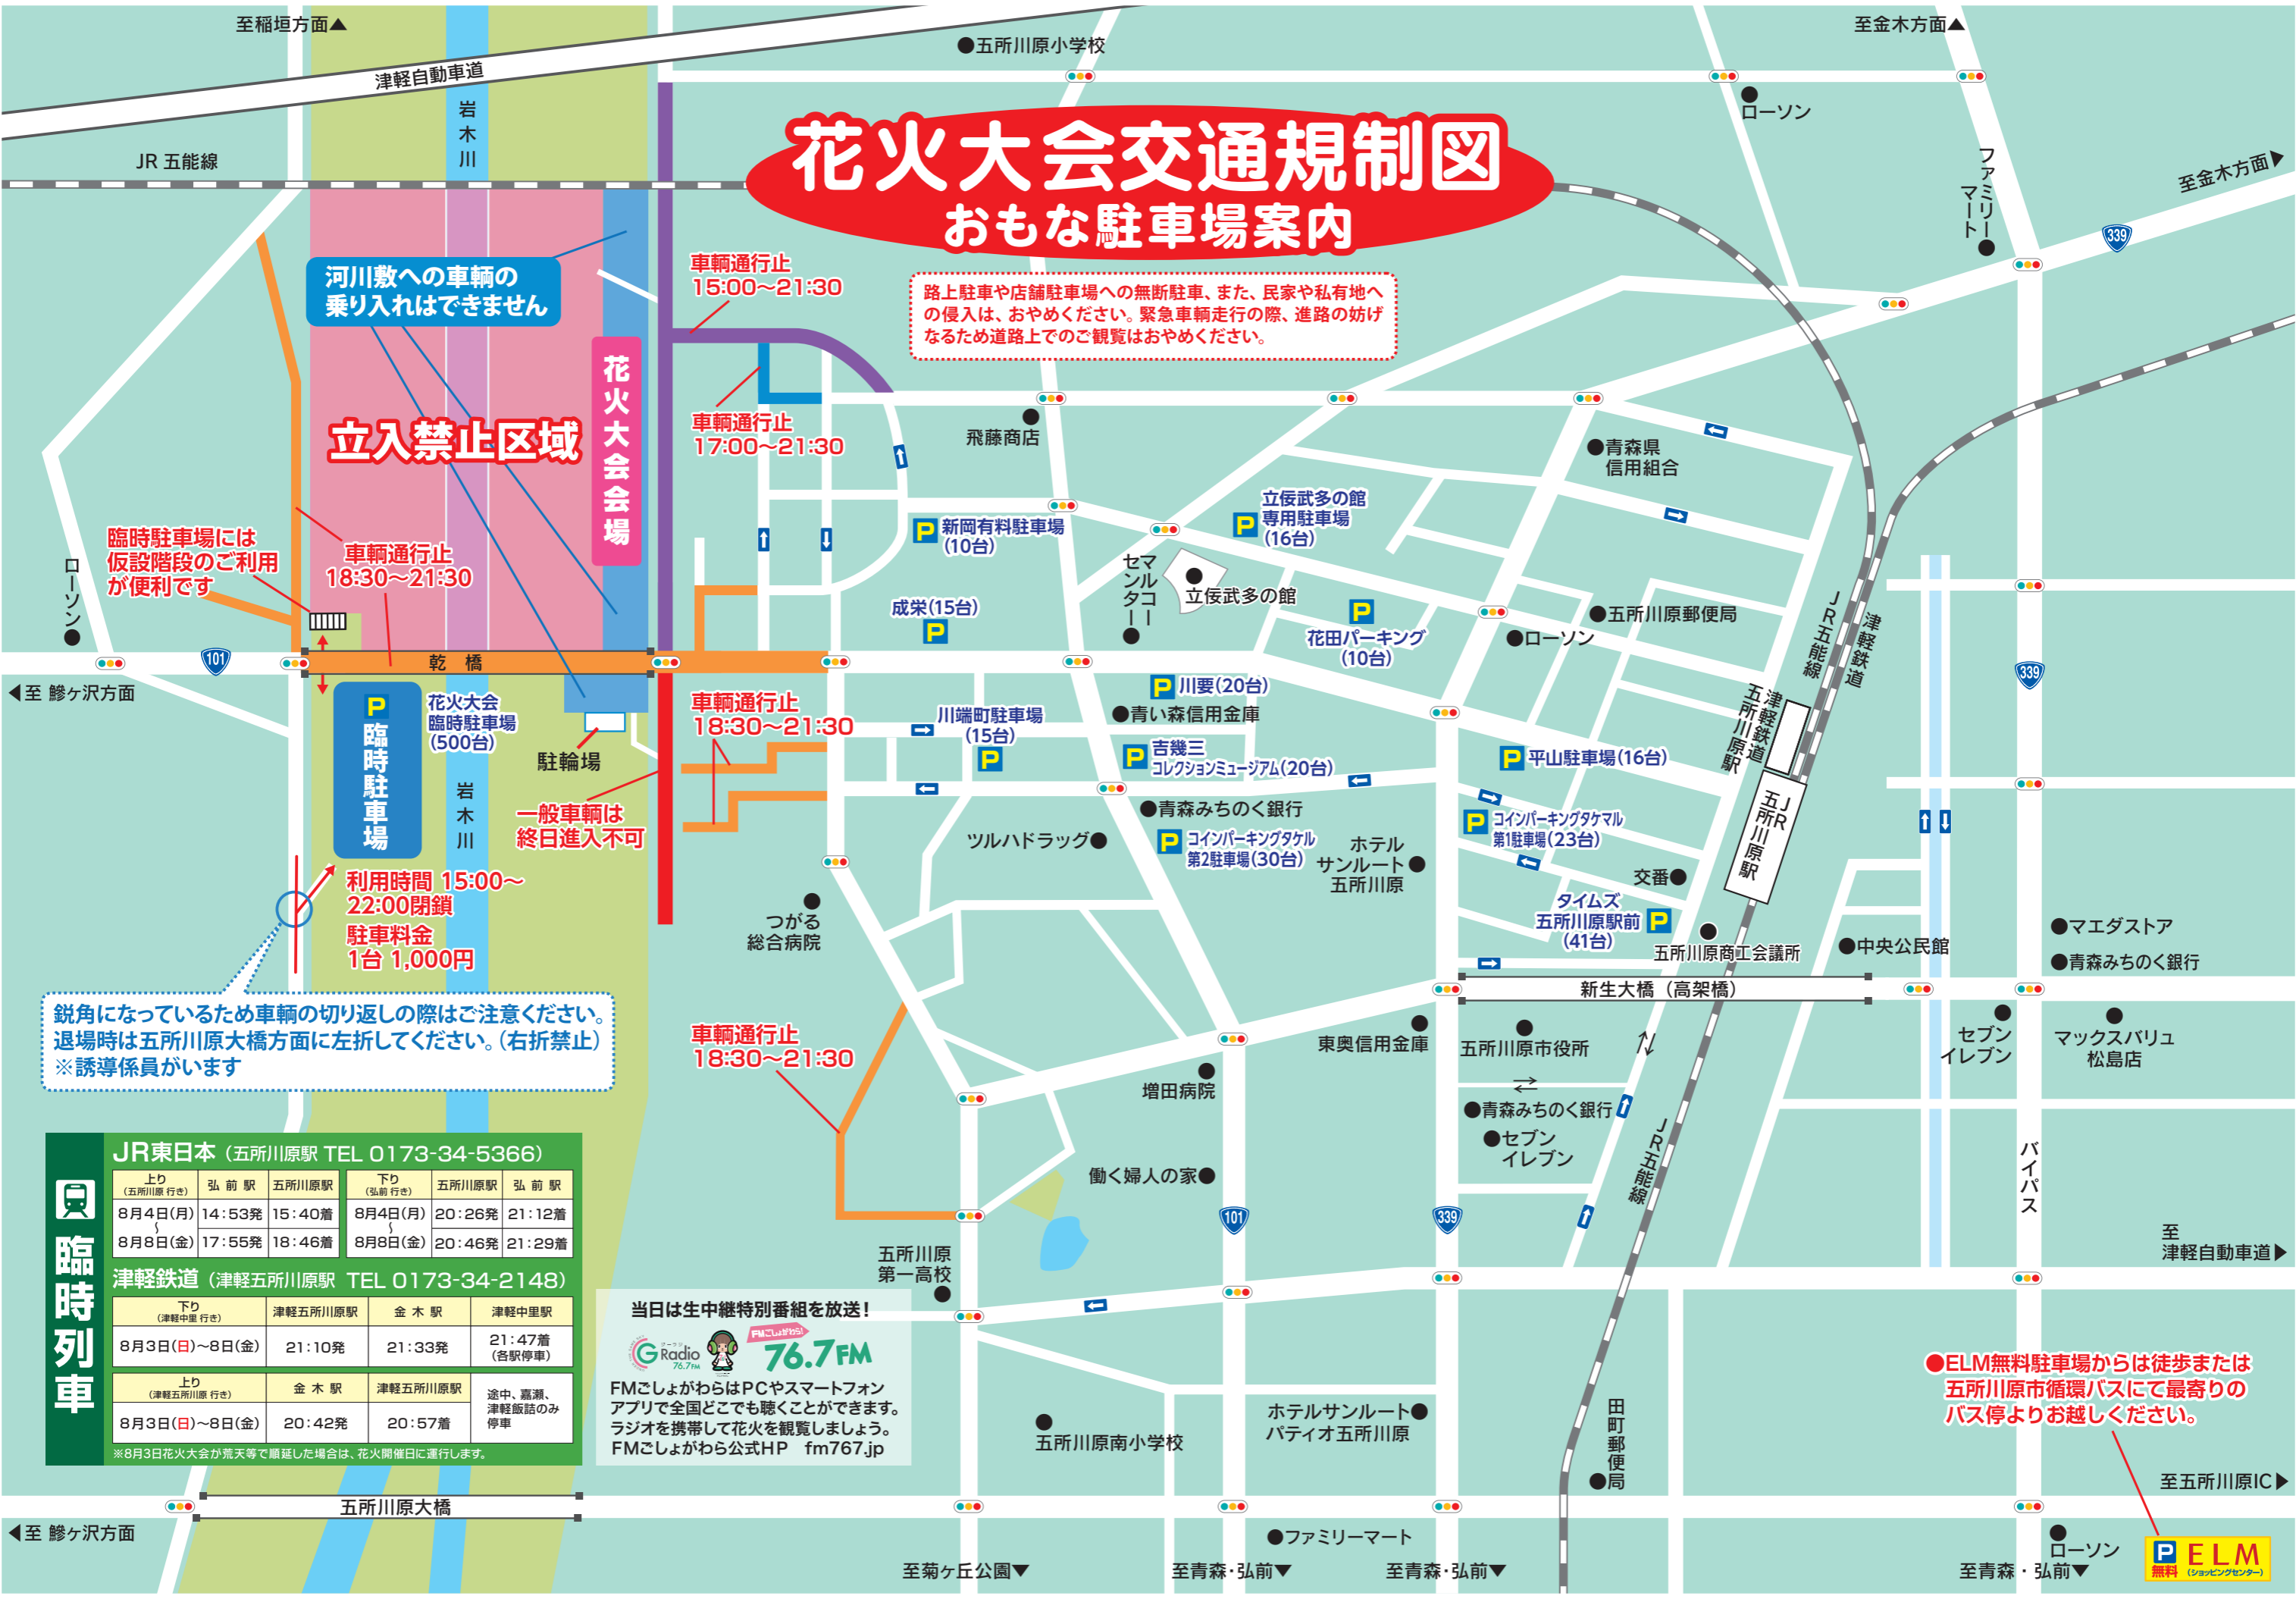 至稲垣方面▲
津軽自動車道
岩木川
JR 五能線
●五所川原小学校
至金木方面▲
ローソン
ファミリーマート
至金木方面▶
339
花火大会交通規制図
おもな駐車場案内
路上駐車や店舗駐車場への無断駐車、また、民家や私有地へ
の侵入は、おやめください。緊急車輌走行の際、進路の妨げ
なるため道路上でのご観覧はおやめください。
河川敷への車輌の
乗り入れはできません
車輌通行止
15:00〜21:30
車輌通行止
17:00〜21:30
花火大会会場
立入禁止区域
臨時駐車場には
仮設階段のご利用
が便利です
車輌通行止
18:30〜21:30
ローソン
101
◀至 鰺ヶ沢方面
乾 橋
飛藤商店
●青森県
信用組合
P 新岡有料駐車場
(10台)
P 立佞武多の館
専用駐車場
(16台)
マルコー
センター
立佞武多の館
成栄(15台)
P
P
花田パーキング
(10台)
●五所川原郵便局
●ローソン
JR五能線
津軽鉄道
339
P
臨時駐車場
花火大会
臨時駐車場
(500台)
駐輪場
岩木川
車輌通行止
18:30〜21:30
一般車輌は
終日進入不可
P 川要(20台)
●青い森信用金庫
川端町駐車場
(15台)
P
P 吉幾三
コレクションミュージアム(20台)
●青森みちのく銀行
ツルハドラッグ●
P コインパーキングタケル
第2駐車場(30台)
ホテル
サンルート●
五所川原
P 平山駐車場(16台)
津軽鉄道
五所川原駅
JR
五所川原駅
P コインパーキングタケマル
第1駐車場(23台)
交番●
タイムズ
五所川原駅前 P
(41台)
五所川原商工会議所
●中央公民館
●マエダストア
●青森みちのく銀行
利用時間 15:00〜
22:00閉鎖
駐車料金
1台 1,000円
つがる
総合病院
鋭角になっているため車輌の切り返しの際はご注意ください。
退場時は五所川原大橋方面に左折してください。(右折禁止)
※誘導係員がいます
車輌通行止
18:30〜21:30
新生大橋(高架橋)
東奥信用金庫
五所川原市役所
セブン
イレブン
マックスバリュ
松島店
増田病院
●青森みちのく銀行
●セブン
イレブン
JR五能線
働く婦人の家●
101
339
バイパス
至
津軽自動車道▶
五所川原
第一高校
臨時列車
JR東日本(五所川原駅 TEL 0173-34-5366)
上り
(五所川原 行き)
弘 前 駅
五所川原駅
8月4日(月)
〜
8月8日(金)
14:53発
15:40着
17:55発
18:46着
下り
(弘前 行き)
五所川原駅
弘 前 駅
8月4日(月)
〜
8月8日(金)
20:26発
21:12着
20:46発
21:29着
津軽鉄道(津軽五所川原駅 TEL 0173-34-2148)
下り
(津軽中里 行き)
津軽五所川原駅
金 木 駅
津軽中里駅
8月3日(日)〜8日(金)
21:10発
21:33発
21:47着
(各駅停車)
上り
(津軽五所川原 行き)
金 木 駅
津軽五所川原駅
途中、嘉瀬、
津軽飯詰のみ
停車
8月3日(日)〜8日(金)
20:42発
20:57着
※8月3日花火大会が荒天等で順延した場合は、花火開催日に運行します。
当日は生中継特別番組を放送!
G Radio
76.7FM
FMごしょがわら!
76.7FM
FMごしょがわらはPCやスマートフォン
アプリで全国どこでも聴くことができます。
ラジオを携帯して花火を観覧しましょう。
FMごしょがわら公式HP fm767.jp
五所川原南小学校
ホテルサンルート●
パティオ五所川原
田町郵便局
●ELM無料駐車場からは徒歩または
五所川原市循環バスにて最寄りの
バス停よりお越しください。
至五所川原IC▶
五所川原大橋
◀至 鰺ヶ沢方面
●ファミリーマート
至菊ヶ丘公園▼
至青森・弘前▼
至青森・弘前▼
ローソン
至青森・弘前▼
P
無料
ELM
(ショッピングセンター)